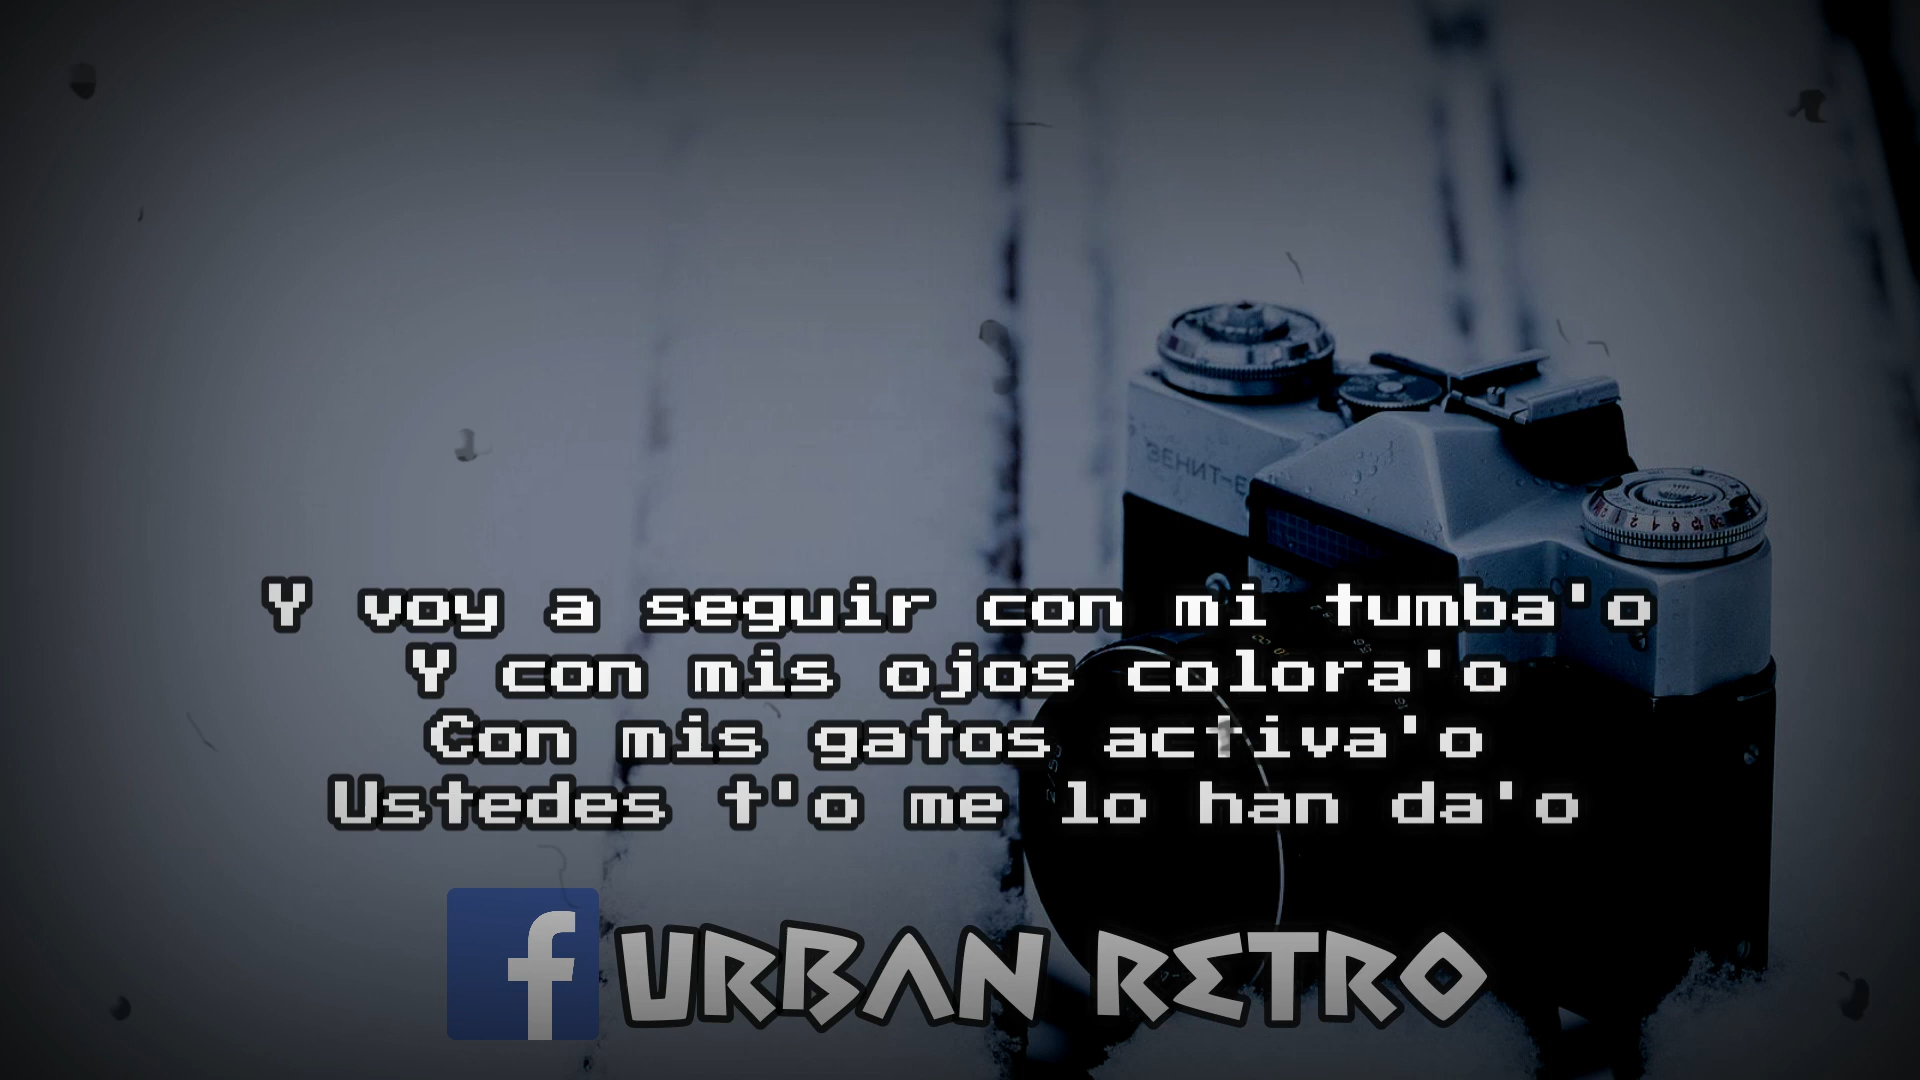 ЗЕНИТ-E
Y voy a seguir con mi tumba'o
Y con mis ojos colora'o
Con mis gatos activa'o
Ustedes t'o me lo han da'o
f URBAN RETRO